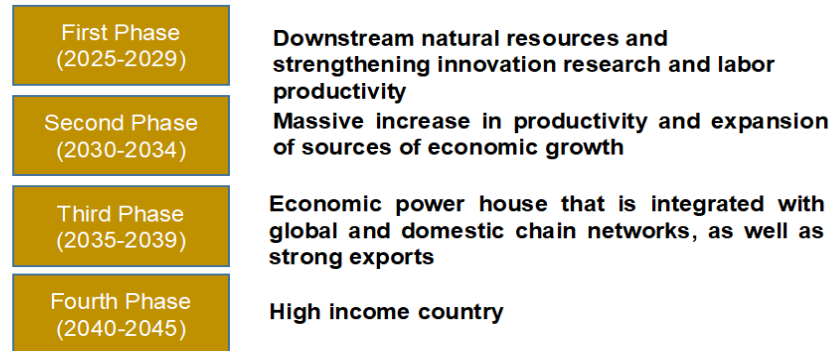 First Phase
(2025-2029)
Downstream natural resources and
strengthening innovation research and labor
productivity
Second Phase
(2030-2034)
Massive increase in productivity and expansion
of sources of economic growth
Third Phase
(2035-2039)
Economic power house that is integrated with
global and domestic chain networks, as well as
strong exports
Fourth Phase
(2040-2045)
High income country